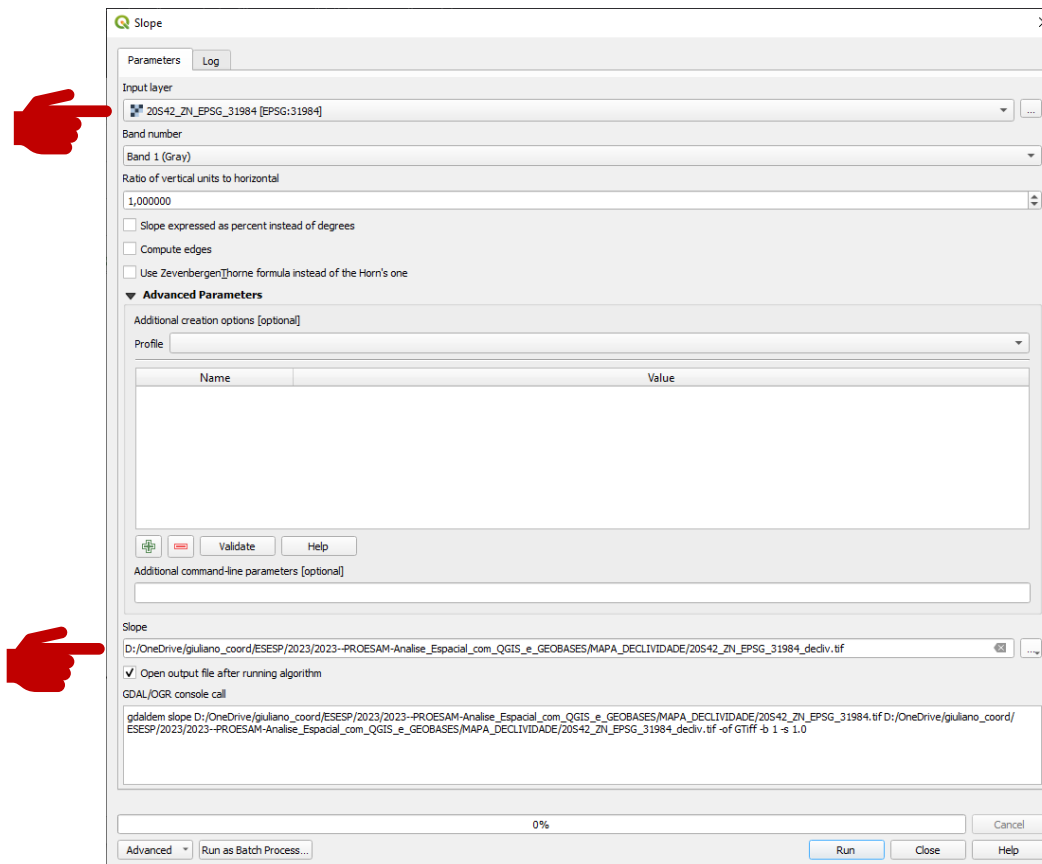 Slope
Parameters Log
Input layer
20S42_ZN_EPSG_31984 [EPSG:31984]
...
Band number
Band 1 (Gray)
Ratio of vertical units to horizontal
1,000000
Slope expressed as percent instead of degrees
Compute edges
Use ZevenbergenThorne formula instead of the Horn's one
Advanced Parameters
Additional creation options [optional]
Profile
Name Value
Validate Help
Additional command-line parameters [optional]
Slope
D:/OneDrive/giuliano_coord/ESESP/2023/2023--PROESAM-Analise_Espacial_com_QGIS_e_GEOBASES/MAPA_DECLIVIDADE/20S42_ZN_EPSG_31984_decliv.tif
...
Open output file after running algorithm
GDAL/OGR console call
gdaldem slope D:/OneDrive/giuliano_coord/ESESP/2023/2023--PROESAM-Analise_Espacial_com_QGIS_e_GEOBASES/MAPA_DECLIVIDADE/20S42_ZN_EPSG_31984.tif D:/OneDrive/giuliano_coord/
ESESP/2023/2023--PROESAM-Analise_Espacial_com_QGIS_e_GEOBASES/MAPA_DECLIVIDADE/20S42_ZN_EPSG_31984_decliv.tif -of GTiff -b 1 -s 1.0
0%
Cancel
Advanced Run as Batch Process... Run Close Help